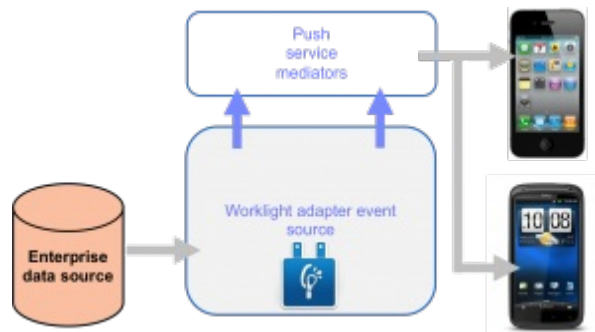 Push
service
mediators
Worklight adapter event
source
Enterprise
data source
10 08